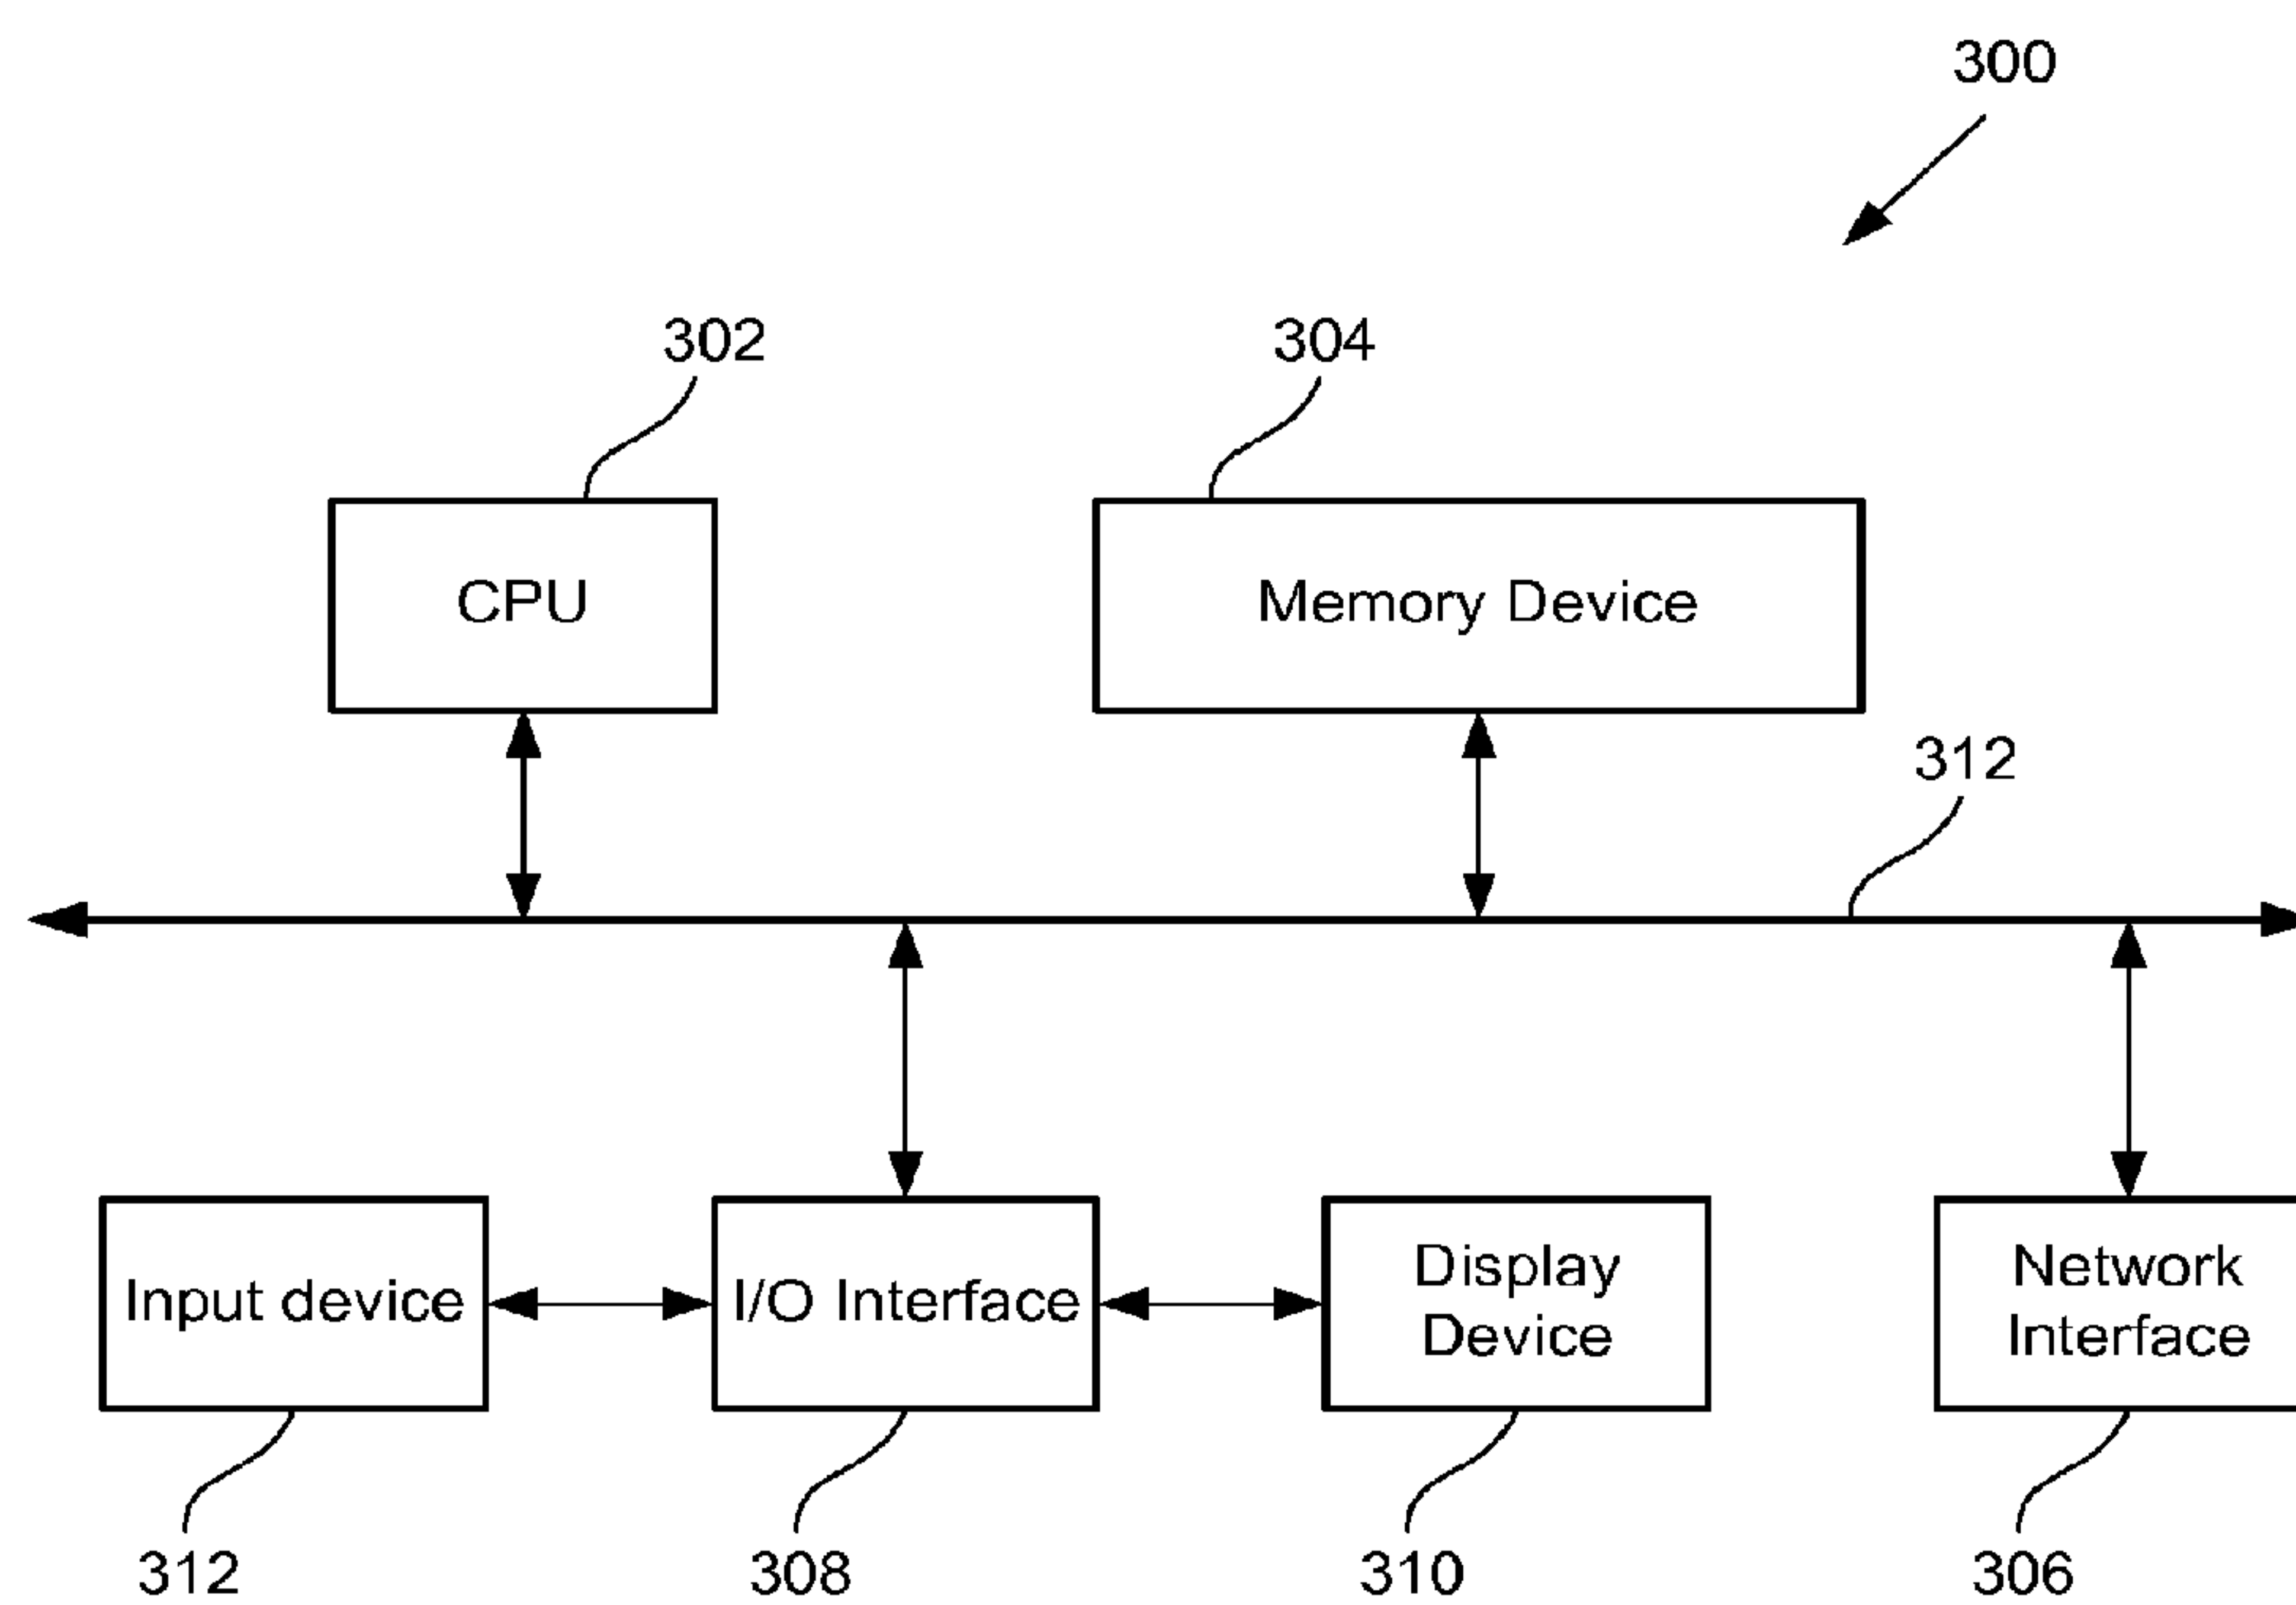 300
302
304
CPU
Memory Device
312
Input device
I/O Interface
Display
Device
Network
Interface
312
308
310
306